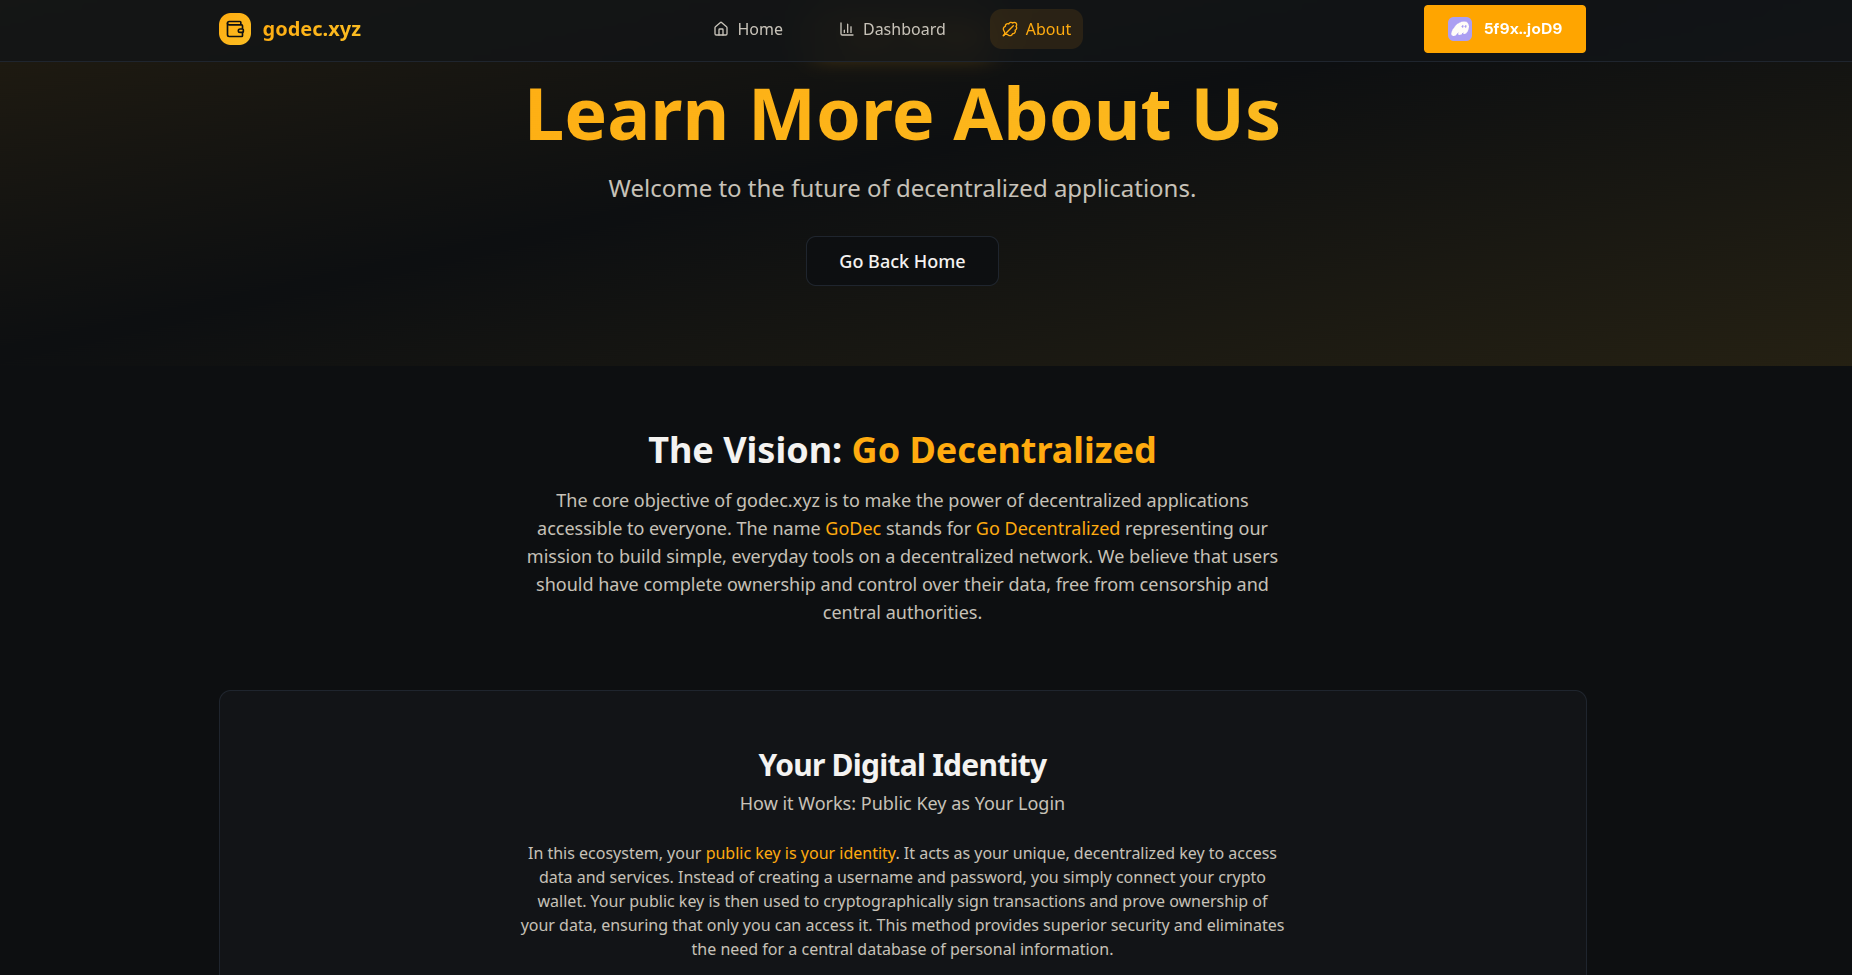 godec.xyz
Home
Dashboard
About
5f9x..joD9
Learn More About Us
Welcome to the future of decentralized applications.
Go Back Home
The Vision: Go Decentralized
The core objective of godec.xyz is to make the power of decentralized applications
accessible to everyone. The name GoDec stands for Go Decentralized representing our
mission to build simple, everyday tools on a decentralized network. We believe that users
should have complete ownership and control over their data, free from censorship and
central authorities.
Your Digital Identity
How it Works: Public Key as Your Login
In this ecosystem, your public key is your identity. It acts as your unique, decentralized key to access
data and services. Instead of creating a username and password, you simply connect your crypto
wallet. Your public key is then used to cryptographically sign transactions and prove ownership of
your data, ensuring that only you can access it. This method provides superior security and eliminates
the need for a central database of personal information.